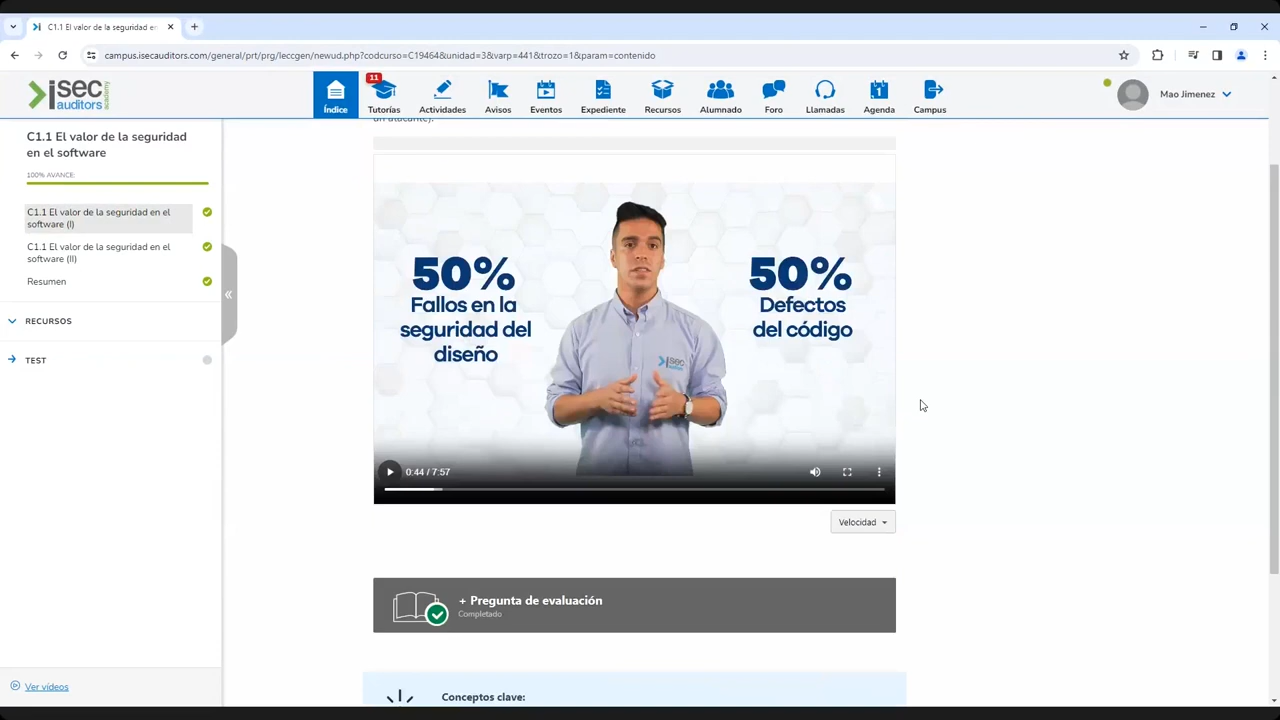 C1.1 El valor de la seguridad en
campus.isecauditors.com/general/prt/prg/leccgen/newud.php?codcurso=C19464&unidad=3&varp=441&trozo=1&param=contenido
isec
auditors
academy
Índice
11
Tutorías
Actividades
Avisos
Eventos
Expediente
Recursos
Alumnado
Foro
Llamadas
Agenda
Campus
Mao Jimenez
C1.1 El valor de la seguridad
en el software
100% AVANCE:
C1.1 El valor de la seguridad en el
software (I)
C1.1 El valor de la seguridad en el
software (II)
Resumen
RECURSOS
TEST
Ver vídeos
un atacante).
50%
Fallos en la
seguridad del
diseño
50%
Defectos
del código
isec
auditors
0:44 / 7:57
Velocidad
+ Pregunta de evaluación
Completado
Conceptos clave: